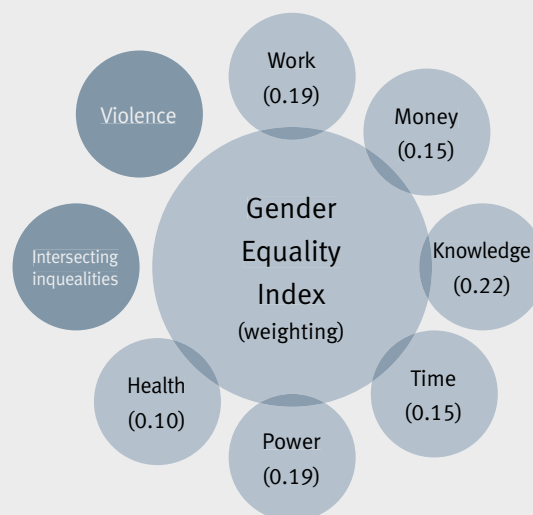 Work
(0.19)
Money
(0.15)
Knowledge
(0.22)
Time
(0.15)
Power
(0.19)
Health
(0.10)
Intersecting
inquealities
Violence
Gender
Equality
Index
(weighting)